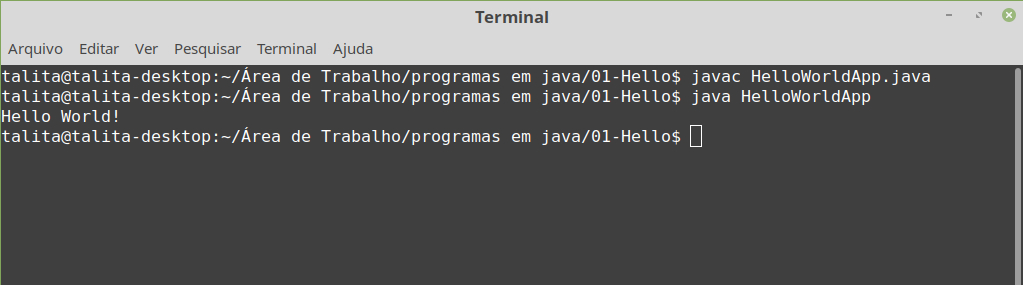 Terminal
Arquivo Editar Ver Pesquisar Terminal Ajuda
talita@talita-desktop:~/Área de Trabalho/programas em java/01-Hello$ javac HelloWorldApp.java
talita@talita-desktop:~/Área de Trabalho/programas em java/01-Hello$ java HelloWorldApp
Hello World!
talita@talita-desktop:~/Área de Trabalho/programas em java/01-Hello$